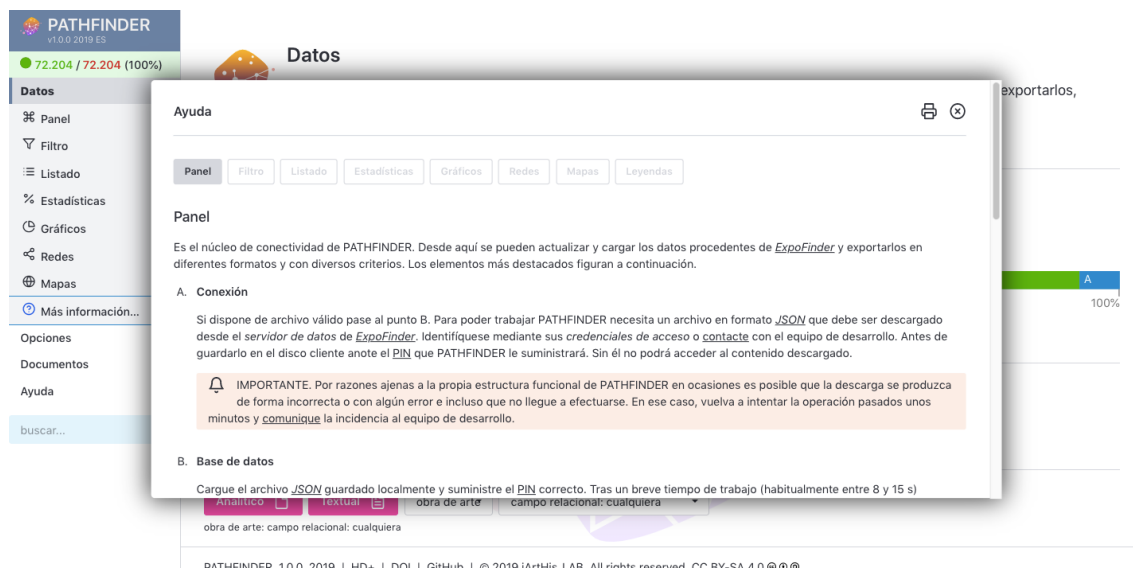 PATHFINDER
v1.0.0 2019 ES
72.204 / 72.204 (100%)
Datos
Panel
Filtro
Listado
Estadísticas
Gráficos
Redes
Mapas
Más información...
Opciones
Documentos
Ayuda
buscar...
Datos
exportarlos,
Ayuda
Panel Filtro Listado Estadísticas Gráficos Redes Mapas Leyendas
Panel
Es el núcleo de conectividad de PATHFINDER. Desde aquí se pueden actualizar y cargar los datos procedentes de ExpoFinder y exportarlos en
diferentes formatos y con diversos criterios. Los elementos más destacados figuran a continuación.
A. Conexión
Si dispone de archivo válido pase al punto B. Para poder trabajar PATHFINDER necesita un archivo en formato JSON que debe ser descargado
desde el servidor de datos de ExpoFinder. Identifíquese mediante sus credenciales de acceso o contacte con el equipo de desarrollo. Antes de
guardarlo en el disco cliente anote el PIN que PATHFINDER le suministrará. Sin él no podrá acceder al contenido descargado.
IMPORTANTE. Por razones ajenas a la propia estructura funcional de PATHFINDER en ocasiones es posible que la descarga se produzca
de forma incorrecta o con algún error e incluso que no llegue a efectuarse. En ese caso, vuelva a intentar la operación pasados unos
minutos y comunique la incidencia al equipo de desarrollo.
B. Base de datos
Cargue el archivo JSON guardado localmente y suministre el PIN correcto. Tras un breve tiempo de trabajo (habitualmente entre 8 y 15 s)
A
100%
Analítico Textual obra de arte campo relacional: cualquiera
obra de arte: campo relacional: cualquiera
PATHFINDER 1.0.0, 2019 | HD+ | DOI | GitHub | © 2019 iArtHis_LAB. All rights reserved. CC BY-SA 4.0